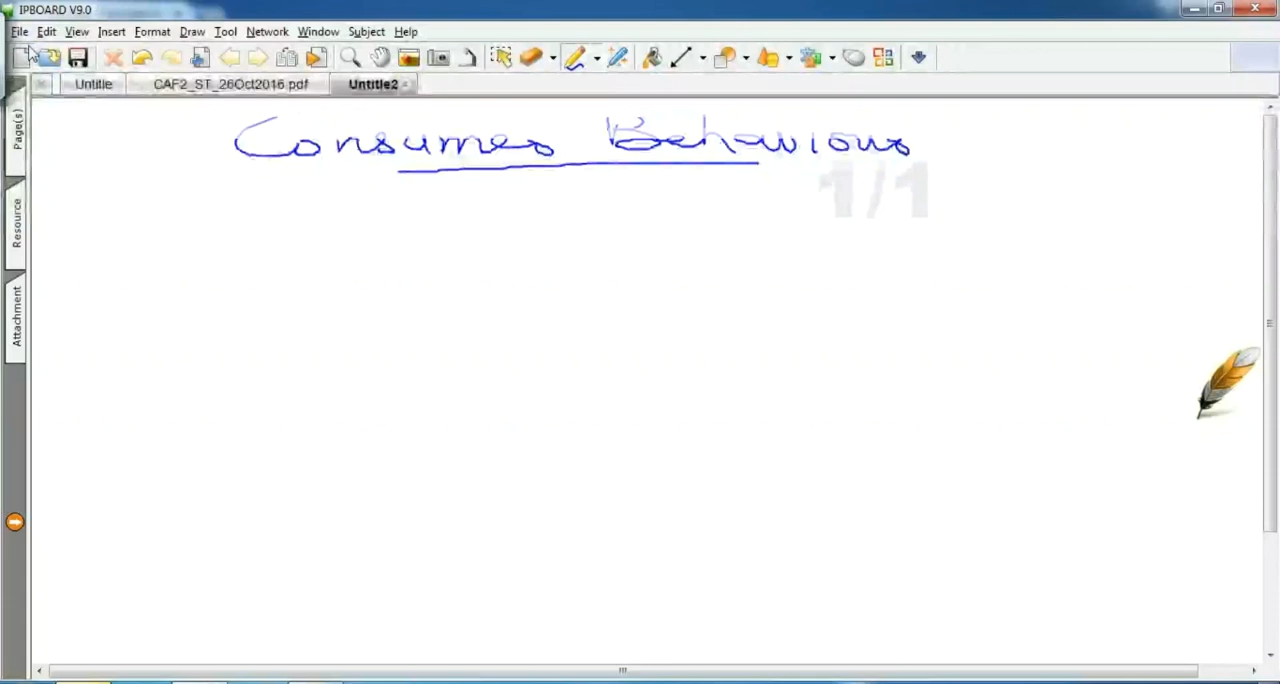 IPBOARD V9.0
File Edit View Insert Format Draw Tool Network Window Subject Help
Untitle CAF2_ST_26Oct2016.pdf Untitle2
Page(s)
Resource
Attachment
Consumer Behaviour
1/1